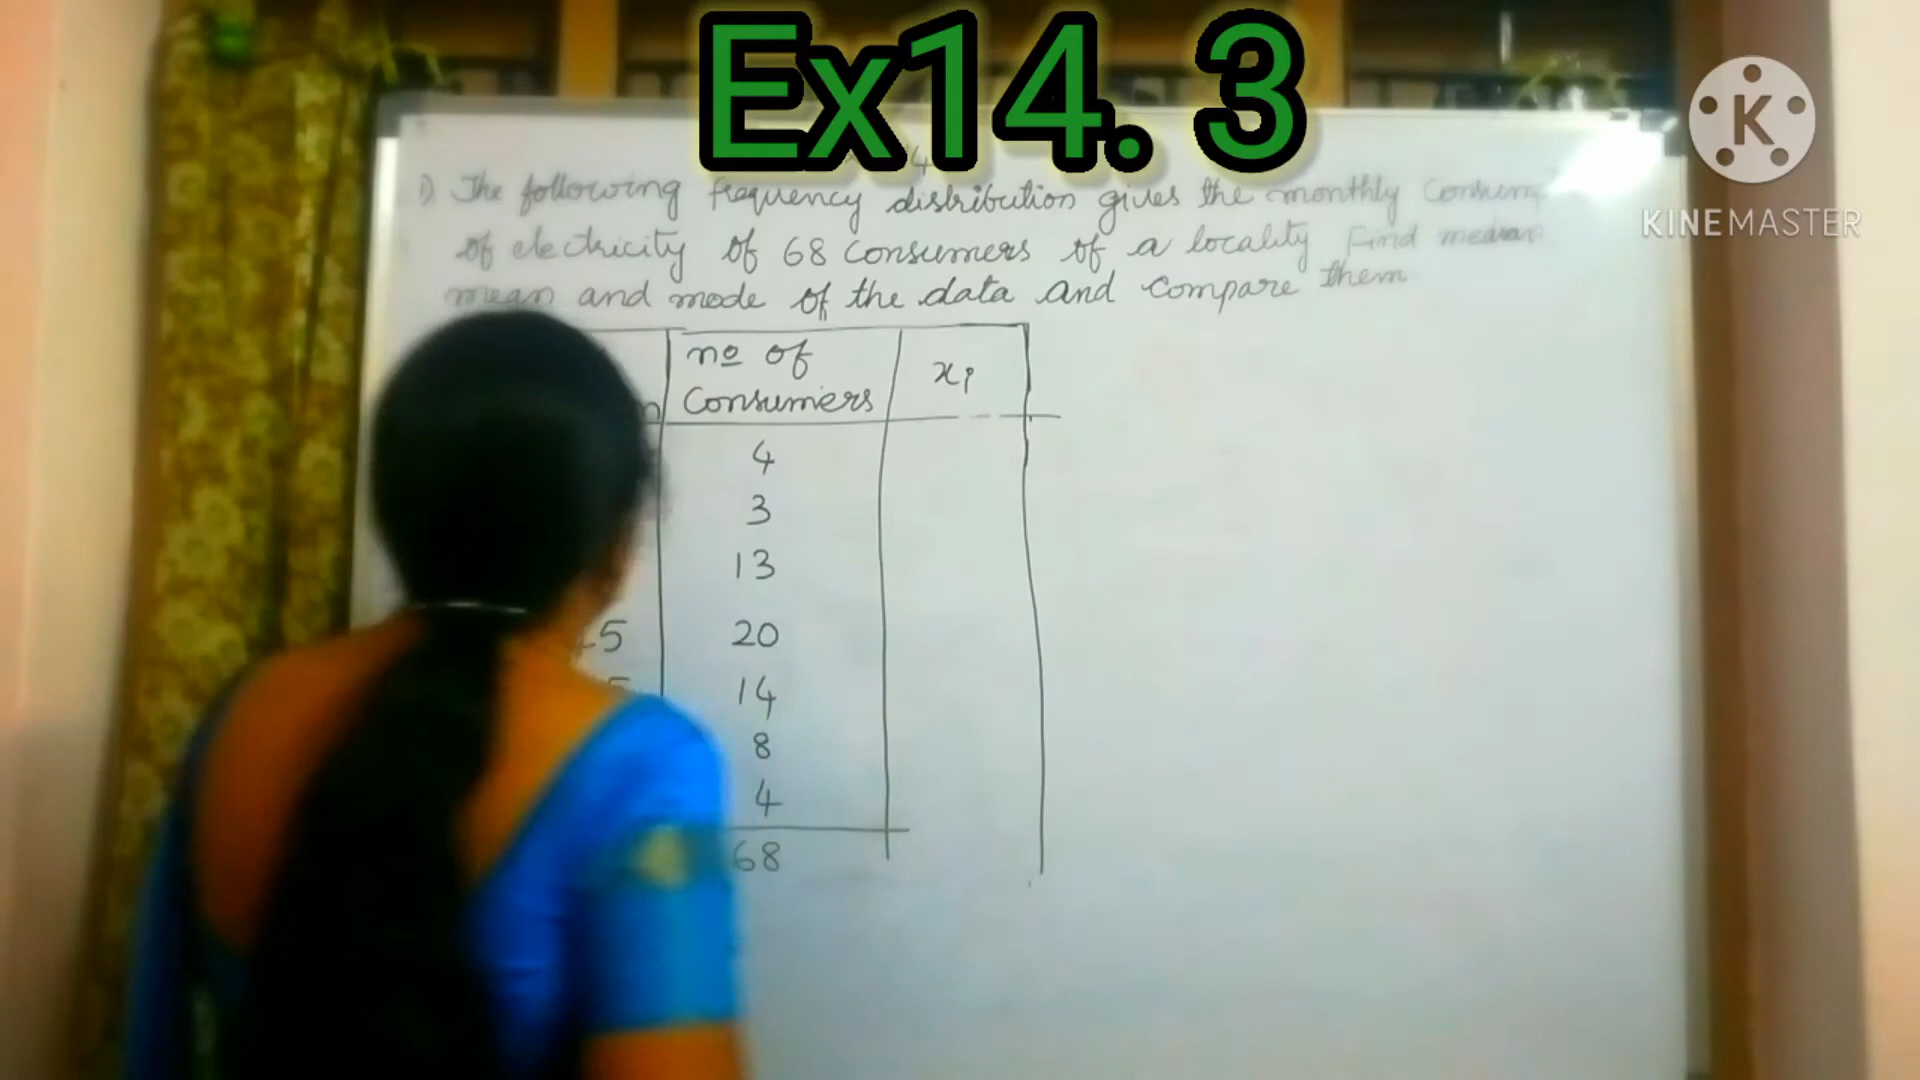 Ex14.3
K
KINEMASTER
4
1) The following frequency distribution gives the monthly
of electricity of 68 consumers of a locality Find median
mean and mode of the data and compare them
no of
Consumers
xi
4
3
13
5 20
14
8
4
68